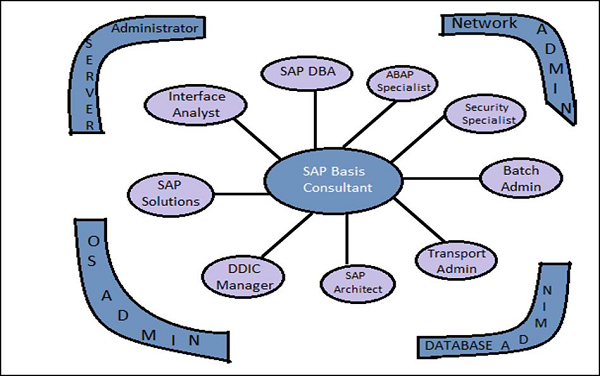 Administrator
SERVER
Network
ADMIN
SAP DBA
ABAP
Specialist
Interface
Analyst
Security
Specialist
SAP Basis
Consultant
SAP
Solutions
Batch
Admin
DDIC
Manager
SAP
Architect
Transport
Admin
OS ADMIN
DATABASE ADMIN